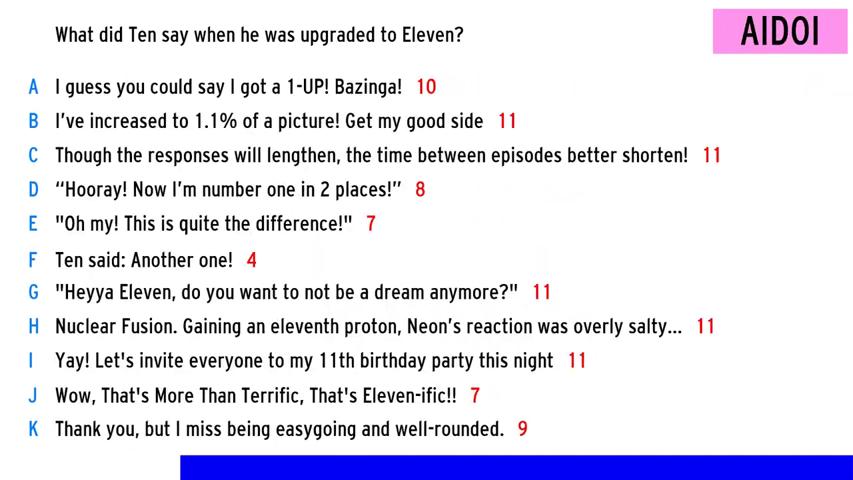 What did Ten say when he was upgraded to Eleven?
AIDOI
A I guess you could say I got a 1-UP! Bazinga! 10
B I've increased to 1.1% of a picture! Get my good side 11
C Though the responses will lengthen, the time between episodes better shorten! 11
D “Hooray! Now I'm number one in 2 places!” 8
E "Oh my! This is quite the difference!" 7
F Ten said: Another one! 4
G "Heyya Eleven, do you want to not be a dream anymore?" 11
H Nuclear Fusion. Gaining an eleventh proton, Neon's reaction was overly salty... 11
I Yay! Let's invite everyone to my 11th birthday party this night 11
J Wow, That's More Than Terrific, That's Eleven-ific!! 7
K Thank you, but I miss being easygoing and well-rounded. 9